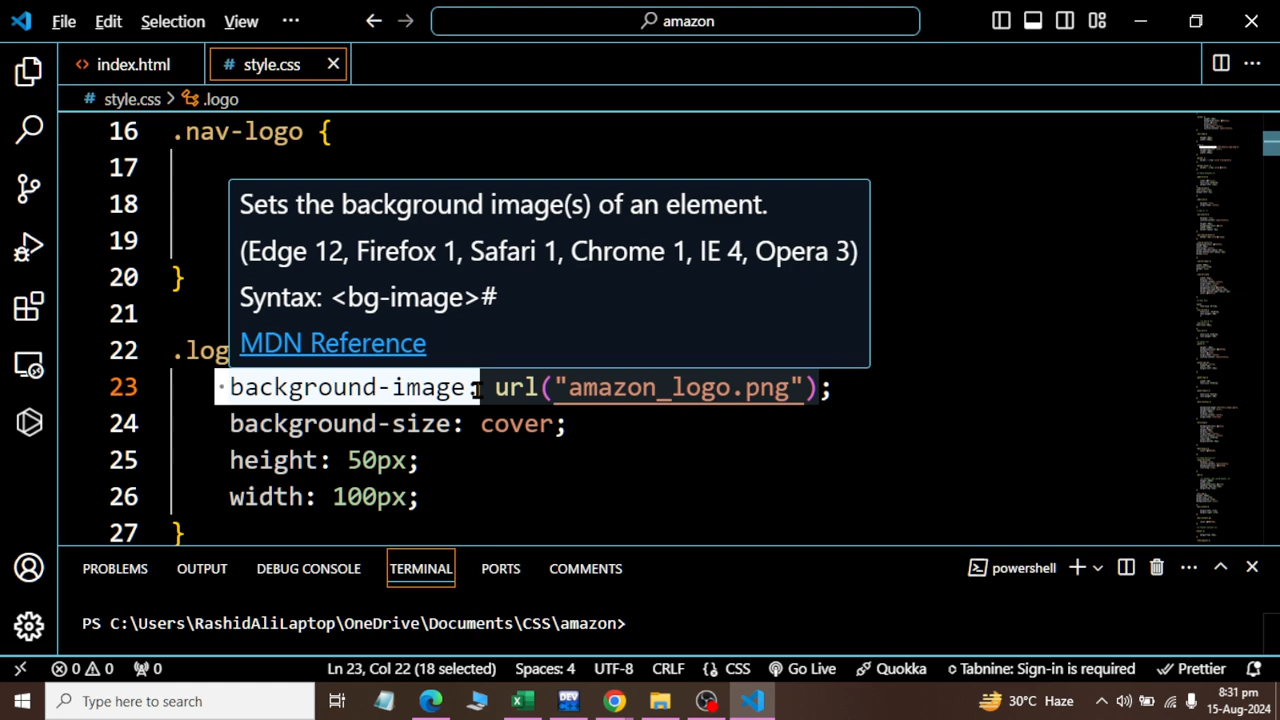 File Edit Selection View ··· amazon
index.html style.css
# style.css > .logo
16 .nav-logo {
17
18
19
20 }
21
22 .log
Sets the background image(s) of an element.
(Edge 12, Firefox 1, Safari 1, Chrome 1, IE 4, Opera 3)
Syntax: <bg-image>#
MDN Reference
23 background-image: url("amazon_logo.png");
24 background-size: cover;
25 height: 50px;
26 width: 100px;
27 }
PROBLEMS OUTPUT DEBUG CONSOLE TERMINAL PORTS COMMENTS powershell
PS C:\Users\RashidAliLaptop\OneDrive\Documents\CSS\amazon>
0 0 0 Ln 23, Col 22 (18 selected) Spaces: 4 UTF-8 CRLF {} CSS Go Live Quokka Tabnine: Sign-in is required Prettier
Type here to search DEV 30°C Haze 8:31 pm
15-Aug-2024